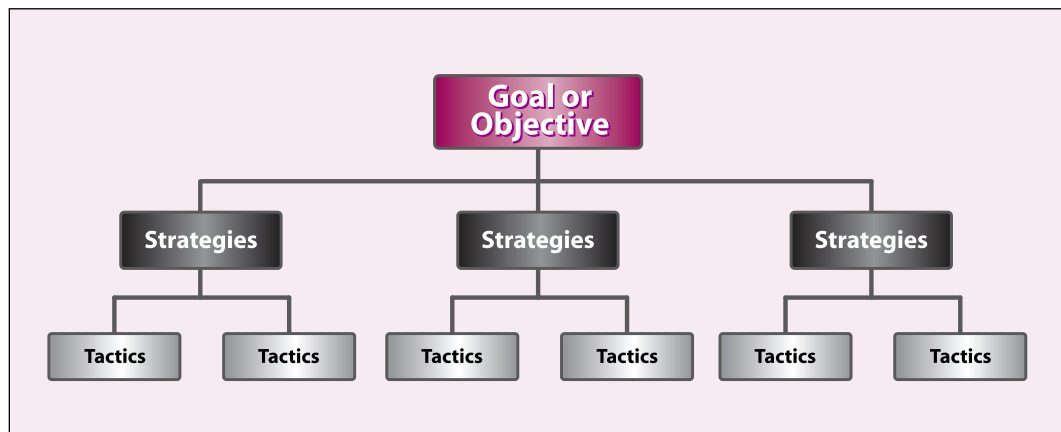 Goal or
Objective
Strategies
Strategies
Strategies
Tactics
Tactics
Tactics
Tactics
Tactics
Tactics